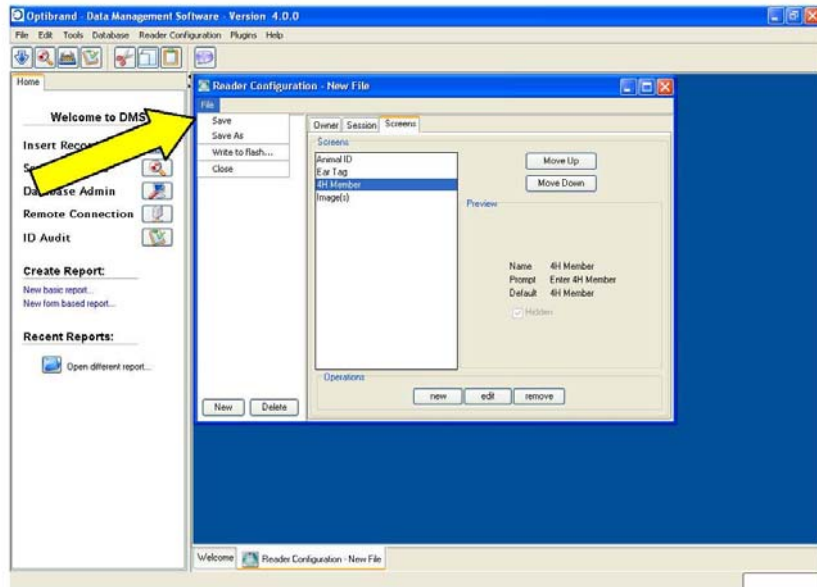 Optibrand - Data Management Software - Version 4.0.0
File Edit Tools Database Reader Configuration Plugins Help
Home
Welcome to DMS
Insert Reco
Database Admin
Remote Connection
ID Audit
Create Report:
New basic report...
New form based report...
Recent Reports:
Open different report...
Reader Configuration - New File
File
Save
Save As
Write to flash...
Close
New Delete
Owner Session Screens
Screens
Animal ID
Ear Tag
4H Member
Image(s)
Move Up
Move Down
Preview
Name 4H Member
Prompt Enter 4H Member
Default 4H Member
Hidden
Operations
new edit remove
Welcome Reader Configuration - New File